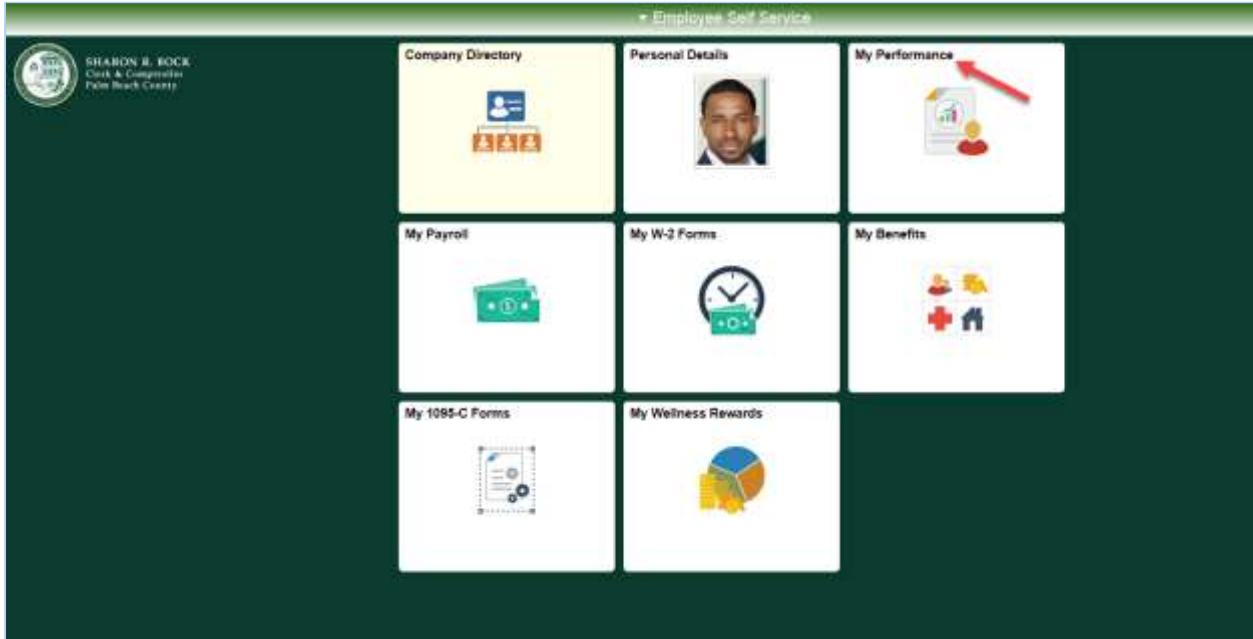 Employee Self Service
SHARON R. BOCK
Clerk & Comptroller
Palm Beach County
Company Directory
Personal Details
My Performance
My Payroll
My W-2 Forms
My Benefits
My 1095-C Forms
My Wellness Rewards